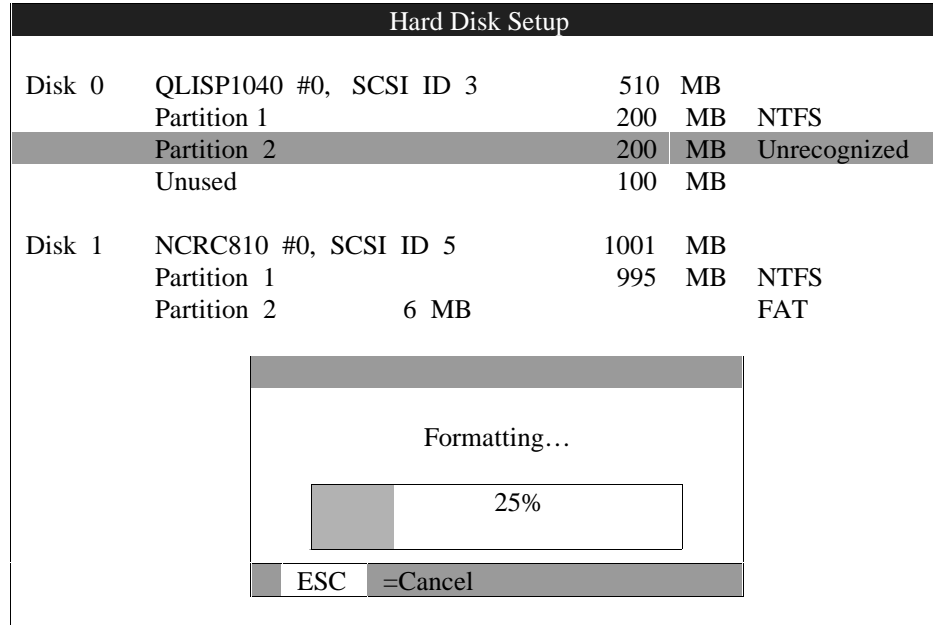 Hard Disk Setup
Disk 0 QLISP1040 #0, SCSI ID 3 510 MB
Partition 1 200 MB NTFS
Partition 2 200 MB Unrecognized
Unused 100 MB
Disk 1 NCRC810 #0, SCSI ID 5 1001 MB
Partition 1 995 MB NTFS
Partition 2 6 MB FAT
Formatting…
25%
ESC =Cancel